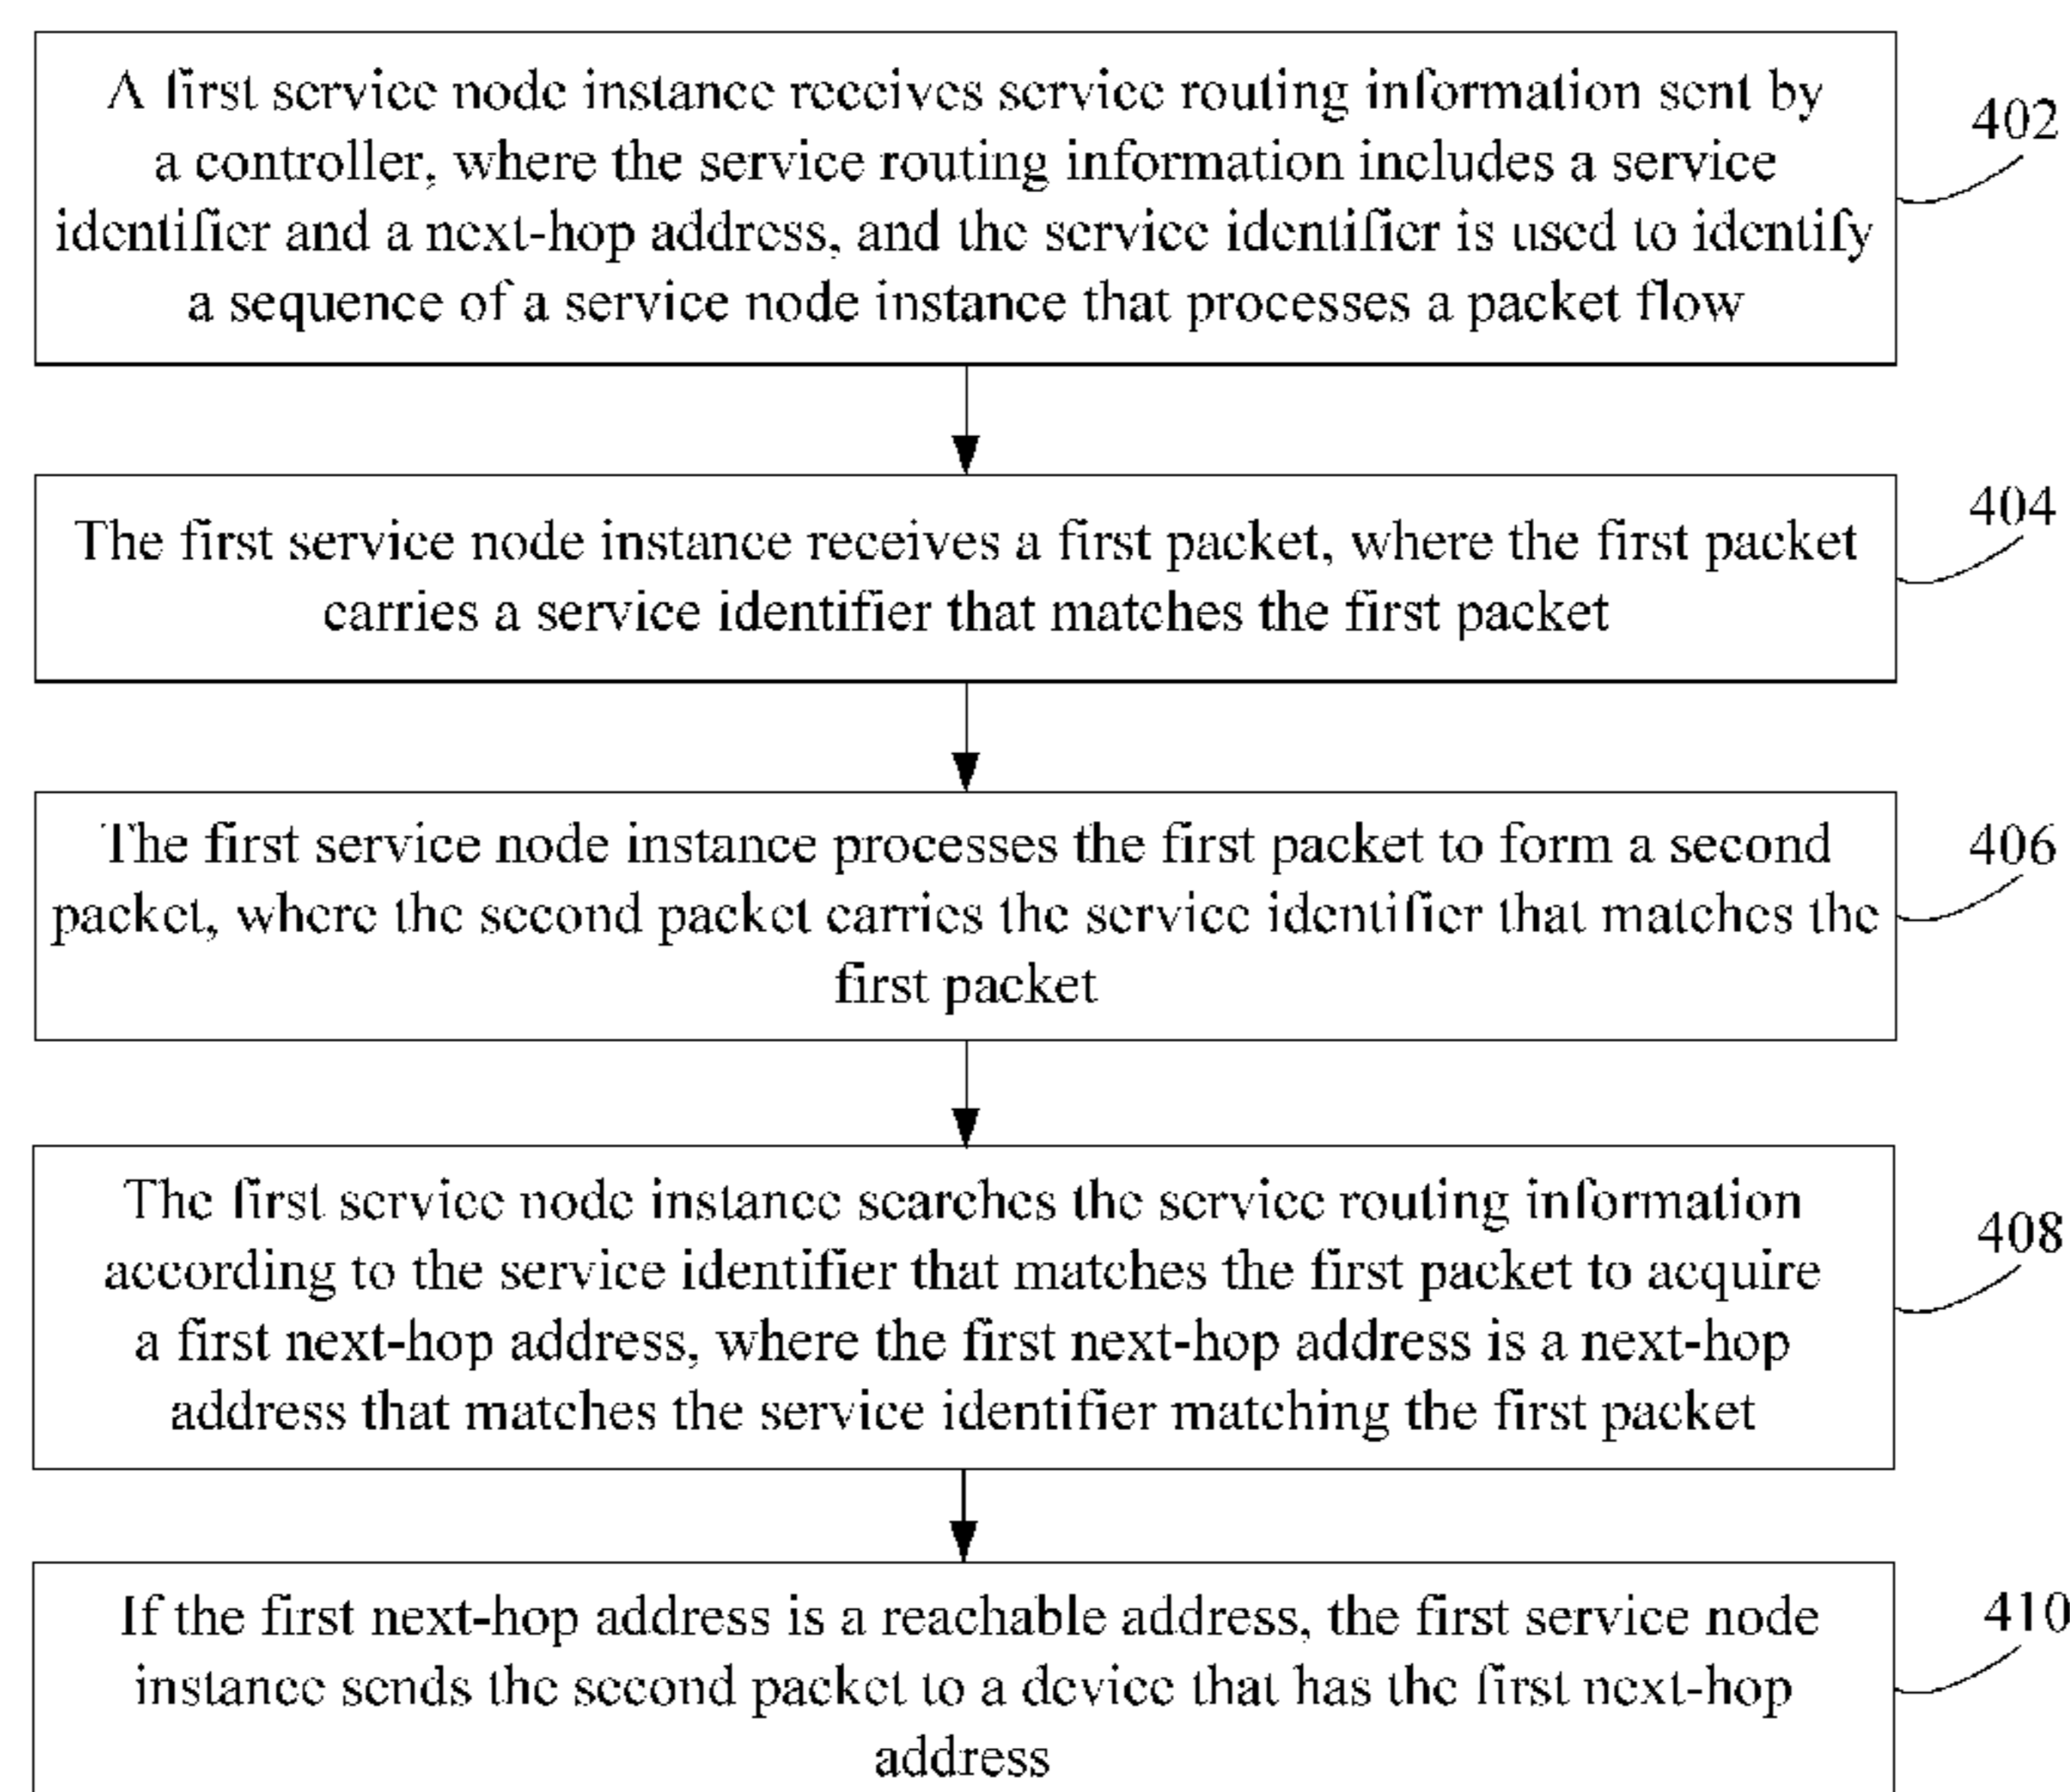 A first service node instance receives service routing information sent by
a controller, where the service routing information includes a service
identifier and a next-hop address, and the service identifier is used to identify
a sequence of a service node instance that processes a packet flow
402
The first service node instance receives a first packet, where the first packet
carries a service identifier that matches the first packet
404
The first service node instance processes the first packet to form a second
packet, where the second packet carries the service identifier that matches the
first packet
406
The first service node instance searches the service routing information
according to the service identifier that matches the first packet to acquire
a first next-hop address, where the first next-hop address is a next-hop
address that matches the service identifier matching the first packet
408
If the first next-hop address is a reachable address, the first service node
instance sends the second packet to a device that has the first next-hop
address
410